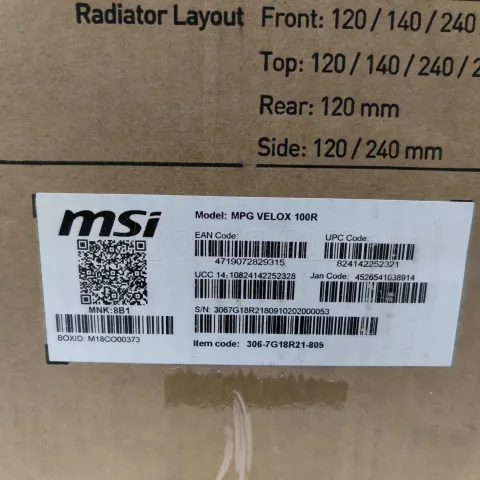 Radiator Layout Front: 120 / 140 / 240
Top: 120 / 140 / 240 / 2
Rear: 120 mm
Side: 120 / 240 mm
msi
Model: MPG VELOX 100R
EAN Code: UPC Code:
4719072829315 824142252321
UCC 14:10824142252328 Jan Code: 4526541038914
MNK:8B1
S/N: 3067G18R2180910202000053
BOXID: M18CO00373
Item code: 306-7G18R21-809